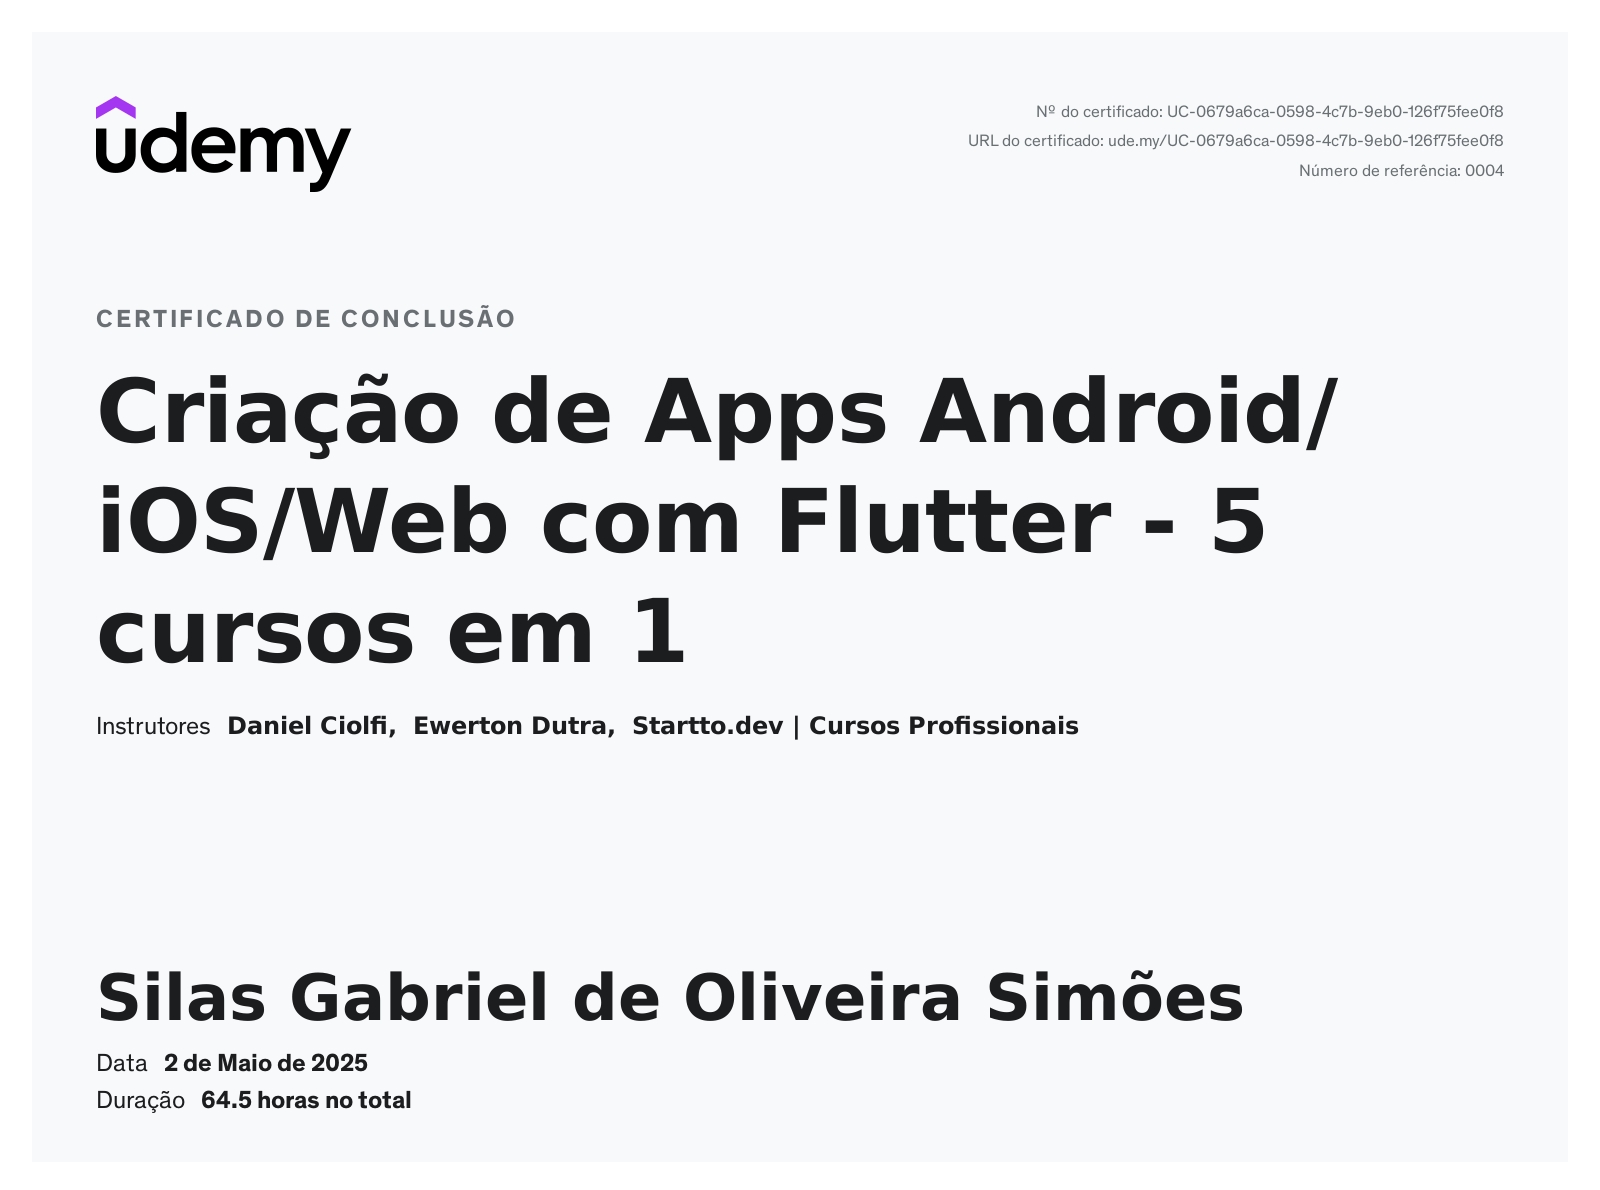 udemy
Nº do certificado: UC-0679a6ca-0598-4c7b-9eb0-126f75fee0f8
URL do certificado: ude.my/UC-0679a6ca-0598-4c7b-9eb0-126f75fee0f8
Número de referência: 0004
CERTIFICADO DE CONCLUSÃO
Criação de Apps Android/
iOS/Web com Flutter - 5
cursos em 1
Instrutores Daniel Ciolfi, Ewerton Dutra, Startto.dev | Cursos Profissionais
Silas Gabriel de Oliveira Simões
Data 2 de Maio de 2025
Duração 64.5 horas no total